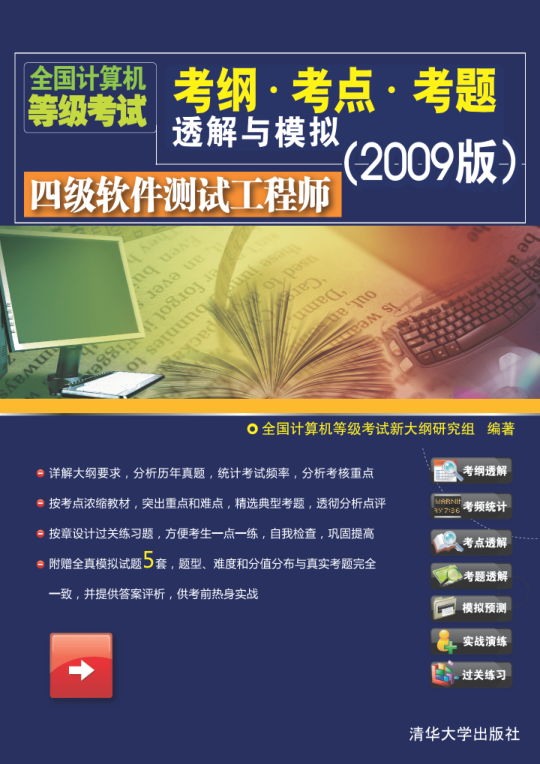 全国计算机
等级考试
考纲·考点·考题
透解与模拟
(2009版)
四级软件测试工程师
全国计算机等级考试新大纲研究组 编著
详解大纲要求，分析历年真题，统计考试频率，分析考核重点
按考点浓缩教材，突出重点和难点，精选典型考题，透彻分析点评
按章设计过关练习题，方便考生一点一练，自我检查，巩固提高
附赠全真模拟试题5套，题型、难度和分值分布与真实考题完全
一致，并提供答案评析，供考前热身实战
考纲透解
考频统计
考点透解
考题透解
模拟预测
实战演练
过关练习
清华大学出版社